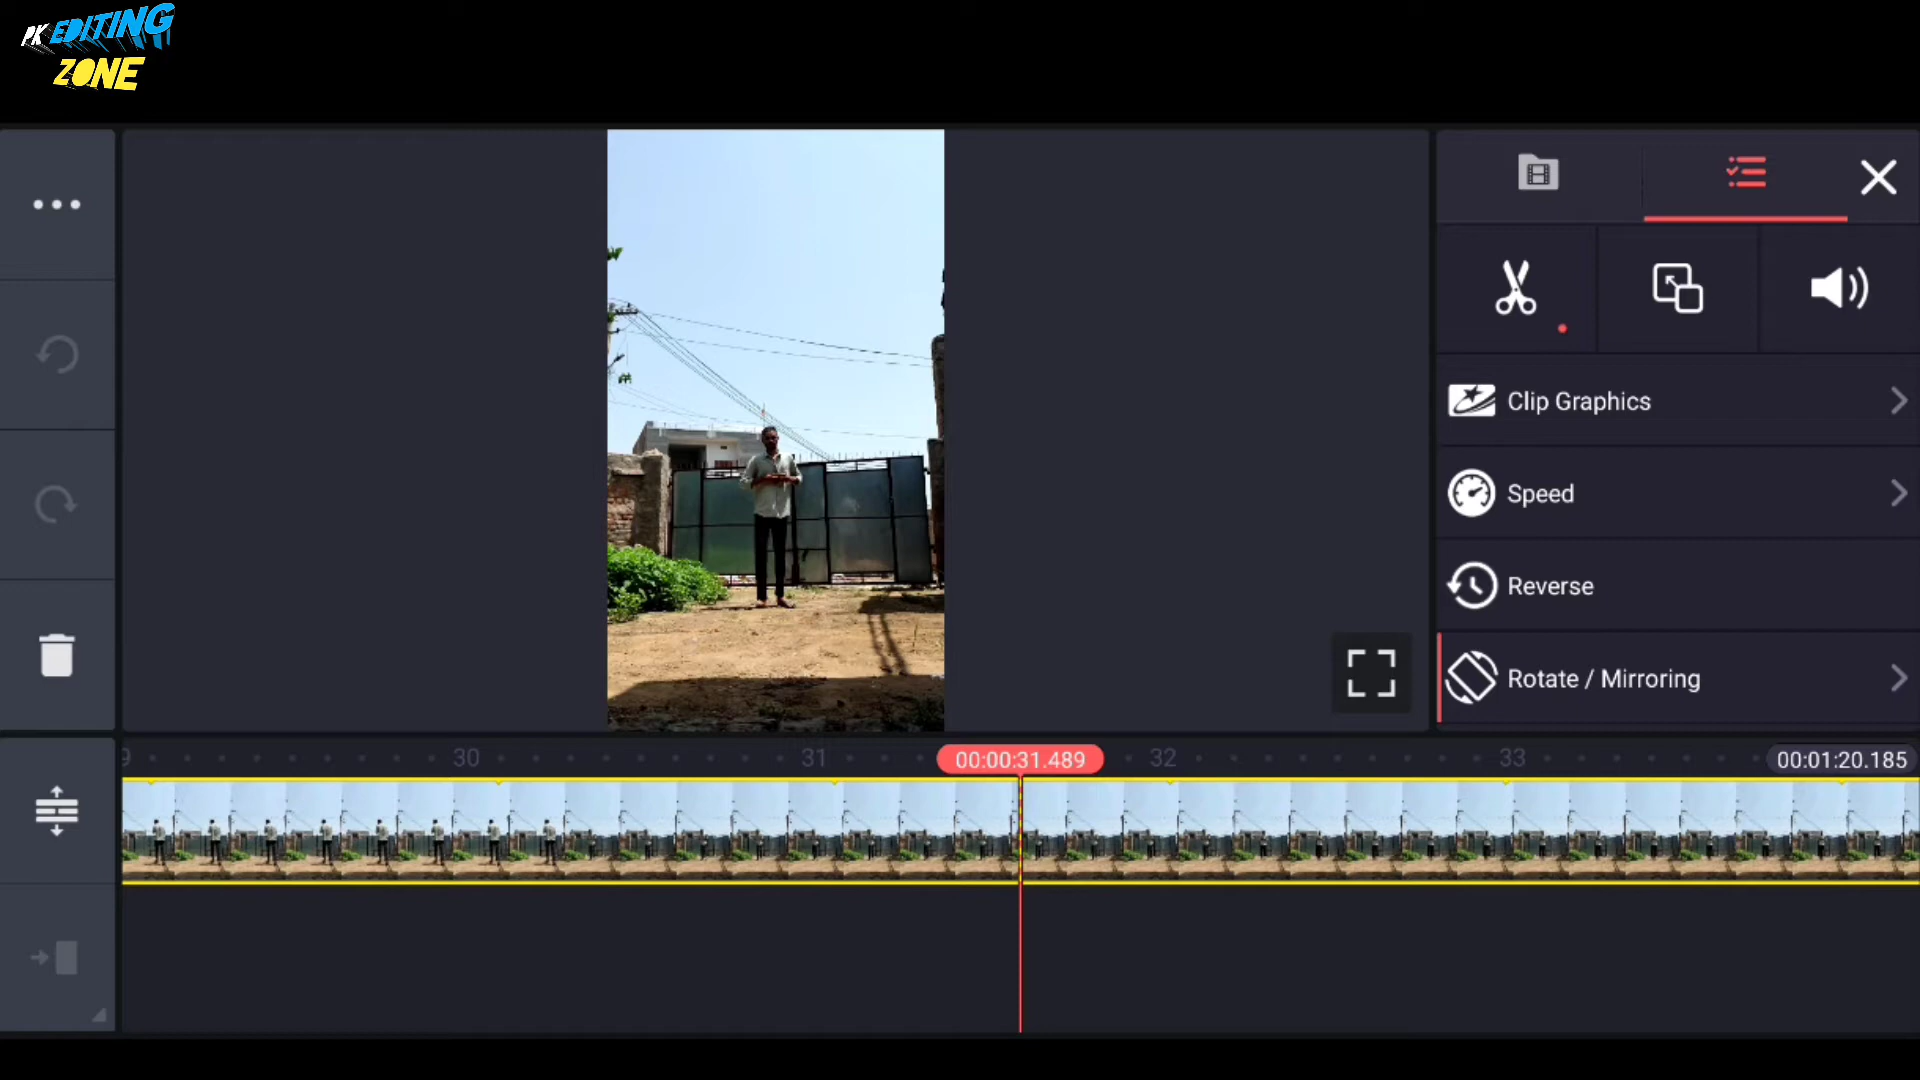 PK EDITING
ZONE
Clip Graphics
Speed
Reverse
Rotate / Mirroring
9 30 31 00:00:31.489 32 33 00:01:20.185